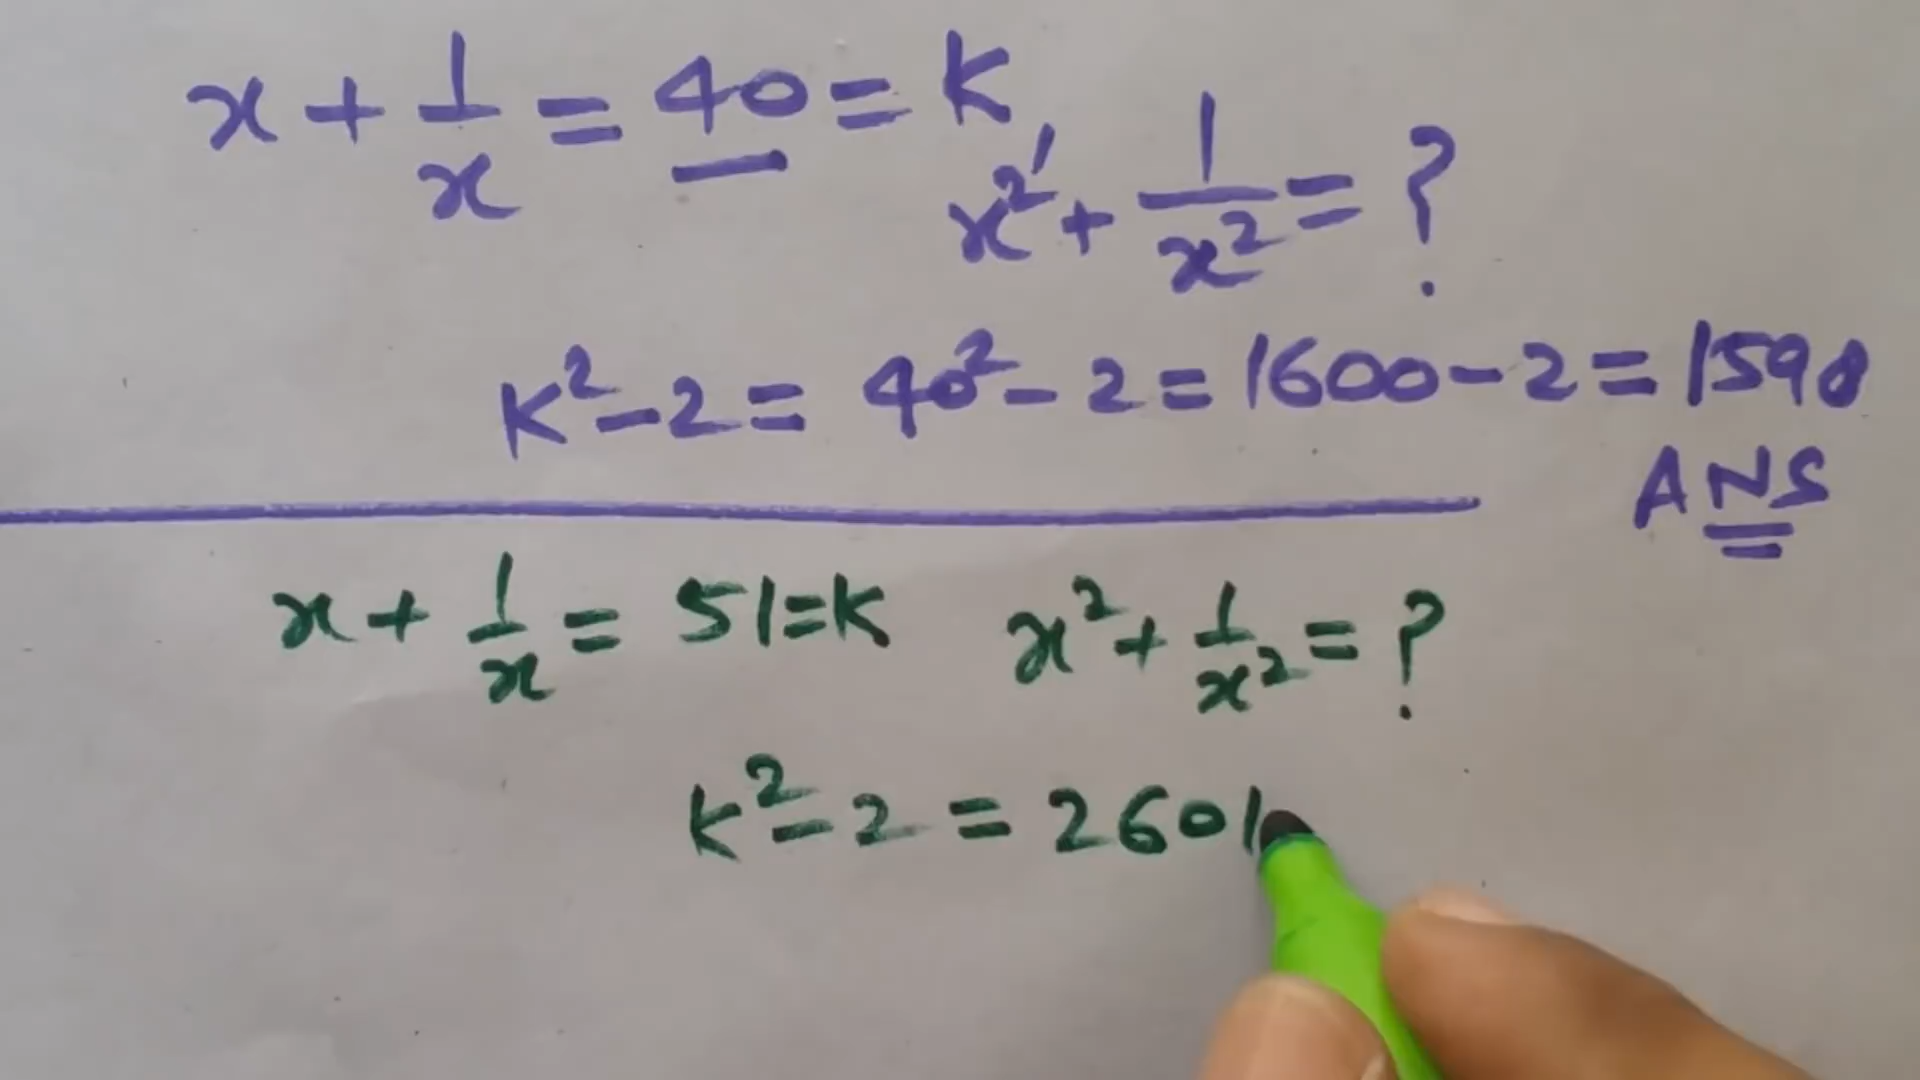 x + 1/x = 40 = K,
x² + 1/x² = ?
K² - 2 = 40² - 2 = 1600 - 2 = 1598
ANS
x + 1/x = 51 = K x² + 1/x² = ?
K² - 2 = 2601